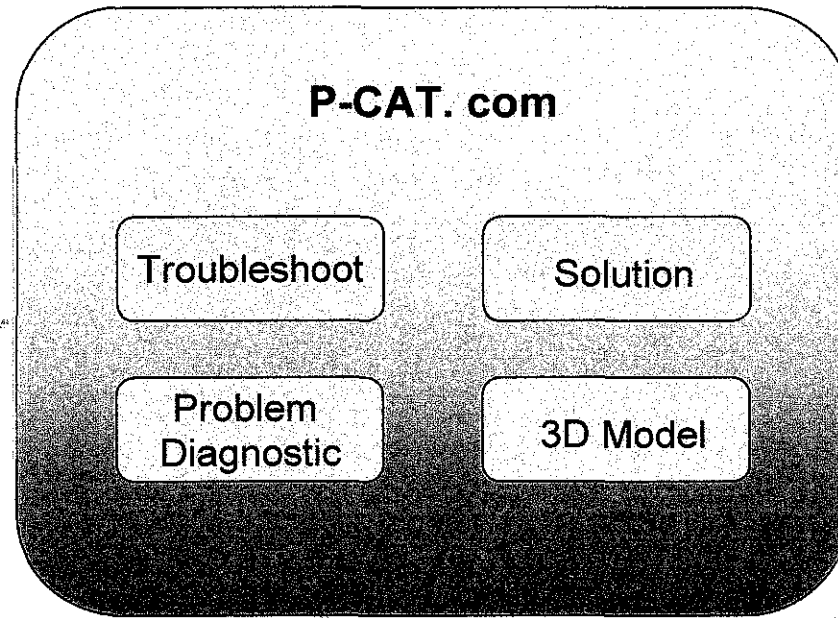 P-CAT. com
Troubleshoot
Solution
Problem
Diagnostic
3D Model